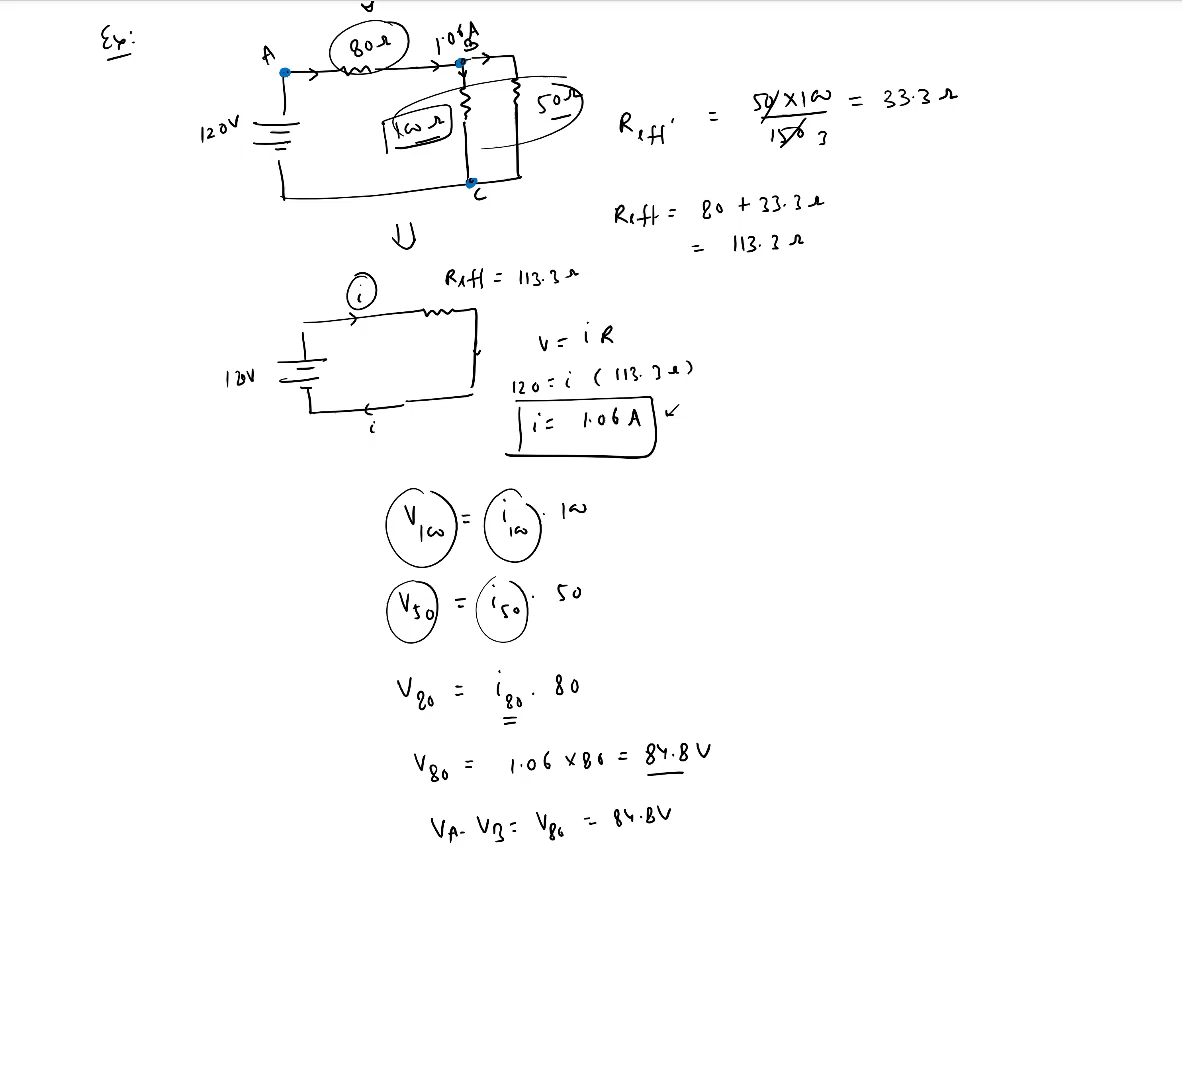 Ex:
A
80Ω
1.06A
B
120V
100Ω
50Ω
C
Reff' = 50×100 / 150 3 = 33.3Ω
Reff = 80 + 33.3Ω
= 113.3Ω
Reff = 113.3Ω
i
120V
i
V = iR
120 = i (113.3Ω)
i = 1.06A
V100 = i100 . 100
V50 = i50 . 50
V80 = i80 . 80
V80 = 1.06 × 80 = 84.8V
VA - VB = V80 = 84.8V